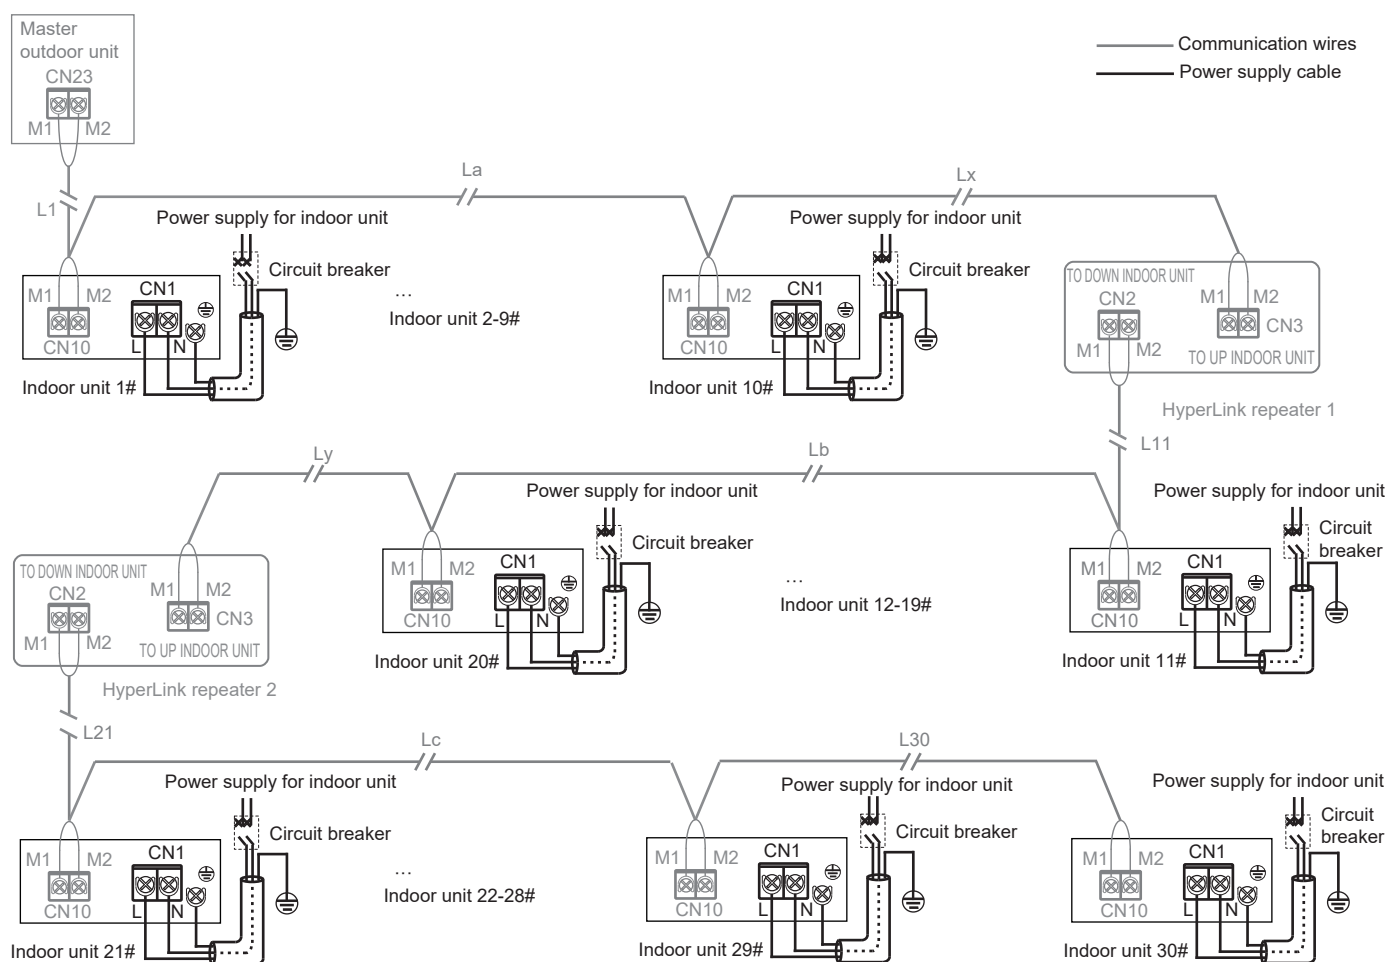 Master
outdoor unit
CN23
M1 M2
Communication wires
Power supply cable
L1
La
Lx
Power supply for indoor unit
Circuit breaker
M1 M2
CN1
CN10
L N
Indoor unit 1#
...
Indoor unit 2-9#
Power supply for indoor unit
Circuit breaker
M1 M2
CN1
CN10
L N
Indoor unit 10#
TO DOWN INDOOR UNIT
CN2
M1 M2
M1 M2
CN3
TO UP INDOOR UNIT
HyperLink repeater 1
L11
Ly
Lb
TO DOWN INDOOR UNIT
CN2
M1 M2
M1 M2
CN3
TO UP INDOOR UNIT
HyperLink repeater 2
Power supply for indoor unit
Circuit breaker
M1 M2
CN1
CN10
L N
Indoor unit 20#
...
Indoor unit 12-19#
Power supply for indoor unit
Circuit
breaker
M1 M2
CN1
CN10
L N
Indoor unit 11#
L21
Lc
L30
Power supply for indoor unit
Circuit breaker
M1 M2
CN1
CN10
L N
Indoor unit 21#
...
Indoor unit 22-28#
Power supply for indoor unit
Circuit breaker
M1 M2
CN1
CN10
L N
Indoor unit 29#
Power supply for indoor unit
Circuit
breaker
M1 M2
CN1
CN10
L N
Indoor unit 30#